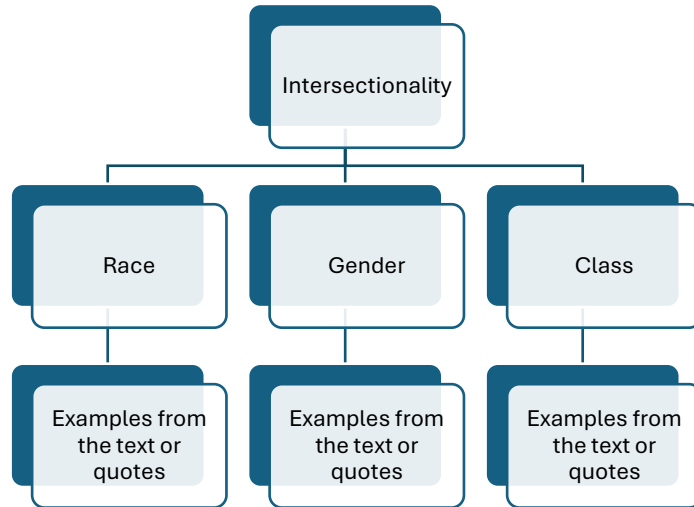 Intersectionality
Race
Gender
Class
Examples from
the text or
quotes
Examples from
the text or
quotes
Examples from
the text or
quotes